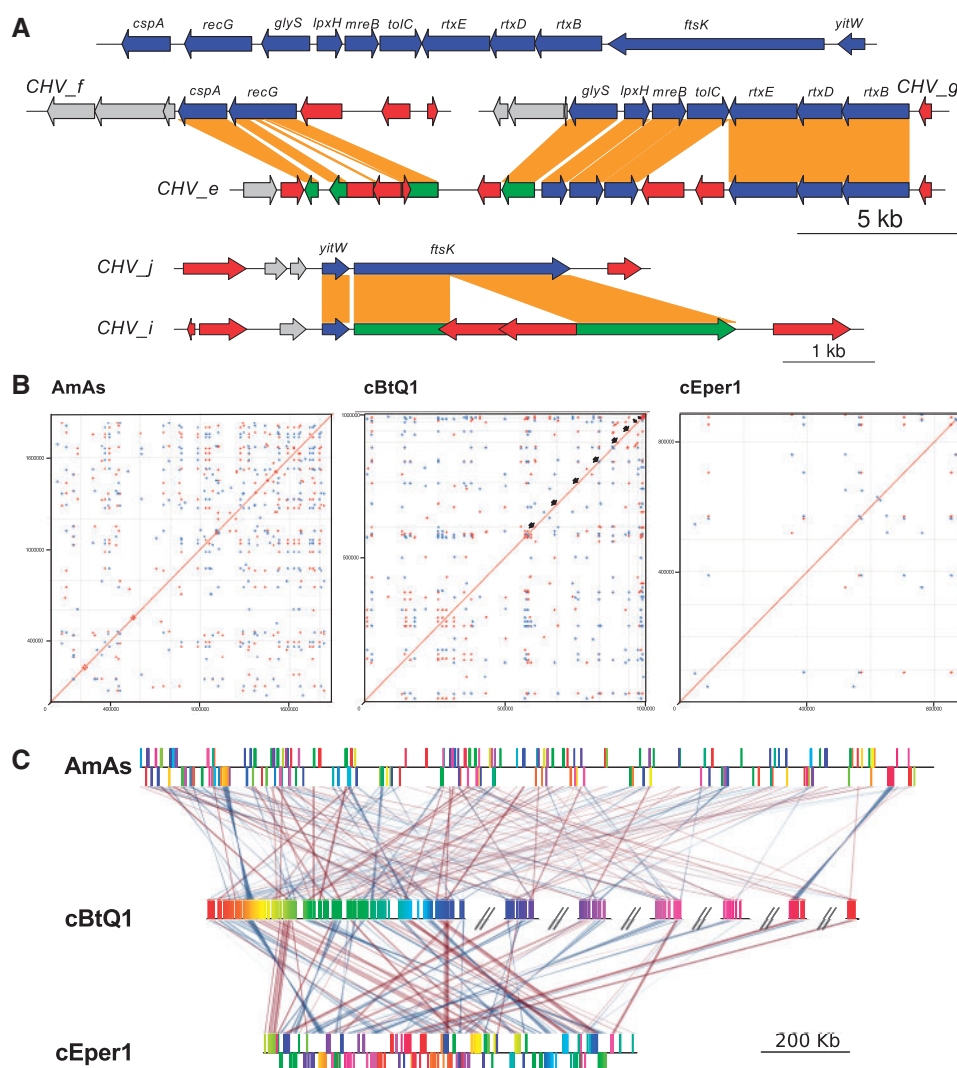 A
cspA recG glyS lpxH mreB tolC rtxE rtxD rtxB ftsK yitW
CHV_f cspA recG glyS lpxH mreB tolC rtxE rtxD rtxB CHV_g
CHV_e
5 kb
CHV_j yitW ftsK
CHV_i
1 kb
B AmAs cBtQ1 cEper1
1600000 1000000 400000 0 400000 1000000 1600000
1000000 500000 0 500000 1000000
800000 400000 0 400000 800000
C
AmAs
cBtQ1
cEper1
200 Kb